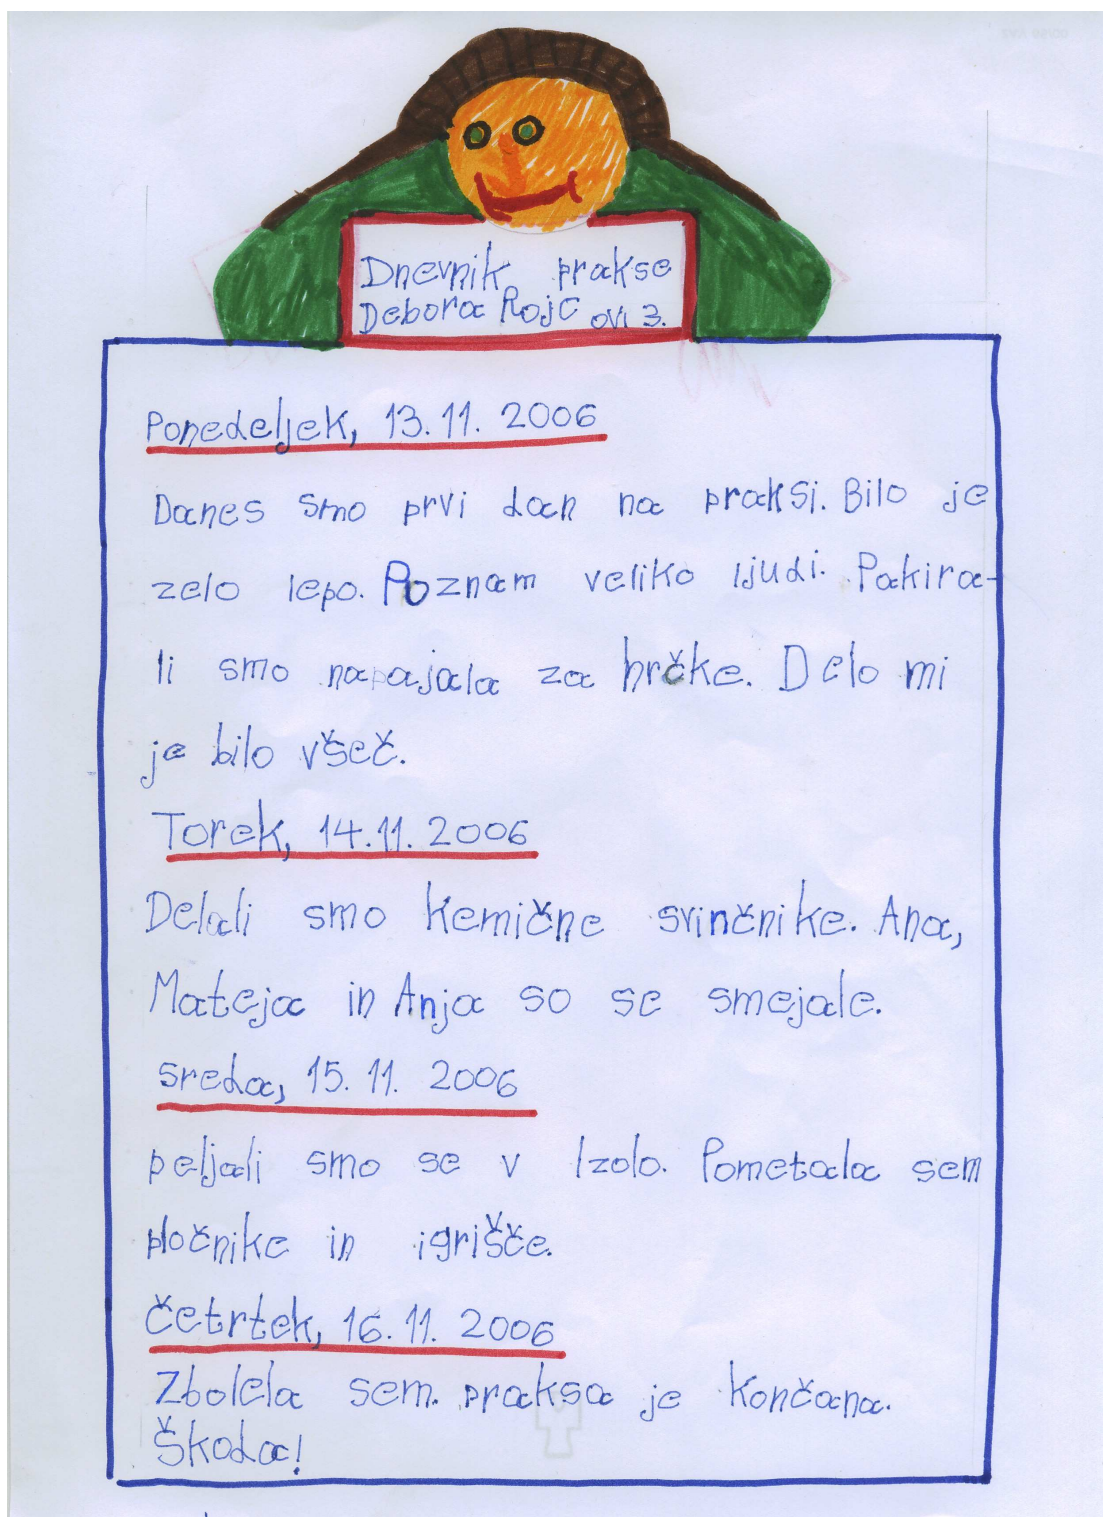 Dnevnik prakse
Debora Rojc ovi 3.
Ponedeljek, 13.11. 2006
Danes smo prvi dan na praksi. Bilo je
zelo lepo. Poznam veliko ljudi. Pakira-
li smo napajala za hrčke. Delo mi
je bilo všeč.
Torek, 14.11. 2006
Delali smo kemične svinčnike. Ana,
Mateja in Anja so se smejale.
sreda, 15. 11. 2006
peljali smo se v Izolo. Pometala sem
pločnike in igrišče.
Četrtek, 16. 11. 2006
Zbolela sem. praksa je končana.
Škoda!